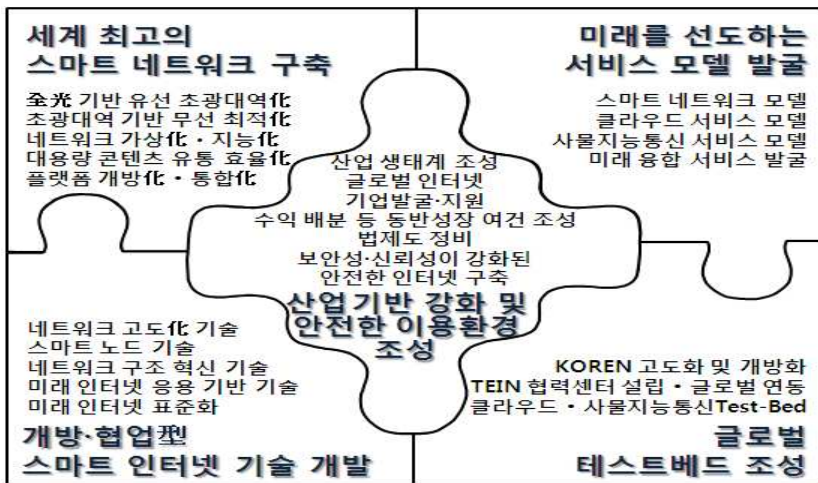 세계 최고의
스마트 네트워크 구축
全光 기반 유선 초광대역化
초광대역 기반 무선 최적化
네트워크 가상化・지능化
대용량 콘텐츠 유통 효율化
플랫폼 개방化・통합化
미래를 선도하는
서비스 모델 발굴
스마트 네트워크 모델
클라우드 서비스 모델
사물지능통신 서비스 모델
미래 융합 서비스 발굴
산업 생태계 조성
글로벌 인터넷
기업발굴·지원
수익 배분 등 동반성장 여건 조성
법제도 정비
보안성·신뢰성이 강화된
안전한 인터넷 구축
산업기반 강화 및
안전한 이용환경
조성
네트워크 고도化 기술
스마트 노드 기술
네트워크 구조 혁신 기술
미래 인터넷 응용 기반 기술
미래 인터넷 표준화
개방·협업型
스마트 인터넷 기술 개발
KOREN 고도화 및 개방화
TEIN 협력센터 설립・글로벌 연동
클라우드・사물지능통신Test-Bed
글로벌
테스트베드 조성